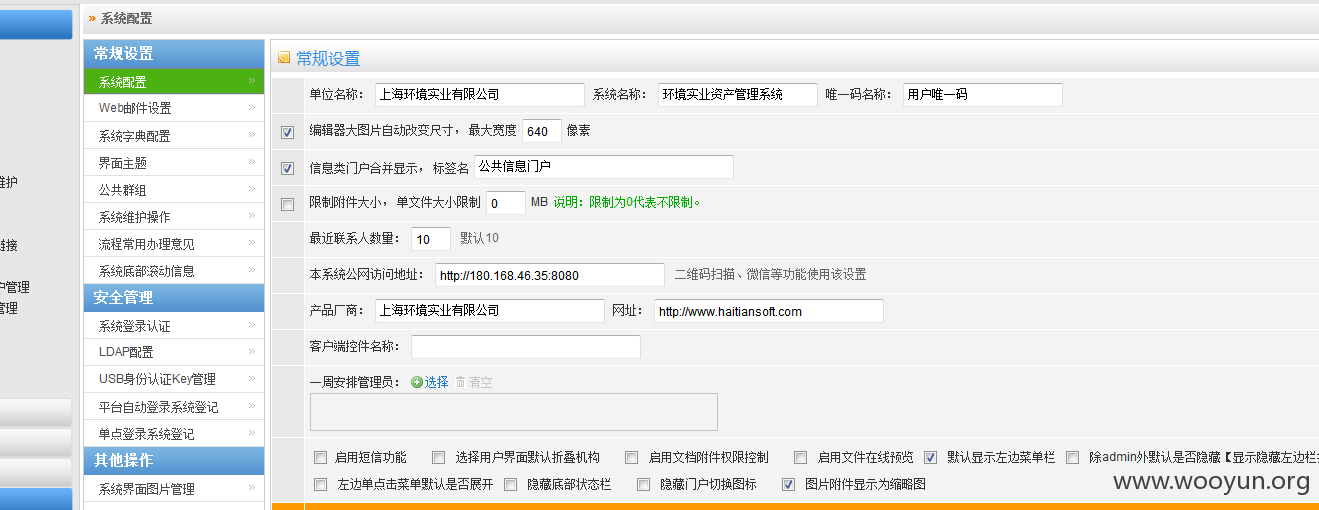 » 系统配置
常规设置
系统配置 »
Web邮件设置 »
系统字典配置 »
界面主题 »
公共群组 »
系统维护操作 »
流程常用办理意见 »
系统底部滚动信息 »
安全管理
系统登录认证 »
LDAP配置 »
USB身份认证Key管理 »
平台自动登录系统登记 »
单点登录系统登记 »
其他操作
系统界面图片管理 »
维护
链接
户管理
管理
常规设置
单位名称： 上海环境实业有限公司 系统名称： 环境实业资产管理系统 唯一码名称： 用户唯一码
编辑器大图片自动改变尺寸， 最大宽度 640 像素
信息类门户合并显示， 标签名 公共信息门户
限制附件大小， 单文件大小限制 0 MB 说明：限制为0代表不限制。
最近联系人数量： 10 默认10
本系统公网访问地址： http://180.168.46.35:8080 二维码扫描、微信等功能使用该设置
产品厂商： 上海环境实业有限公司 网址： http://www.haitiansoft.com
客户端控件名称：
一周安排管理员： 选择 清空
启用短信功能 选择用户界面默认折叠机构 启用文档附件权限控制 启用文件在线预览 默认显示左边菜单栏 除admin外默认是否隐藏【显示隐藏左边栏
左边单点击菜单默认是否展开 隐藏底部状态栏 隐藏门户切换图标 图片附件显示为缩略图
www.wooyun.org